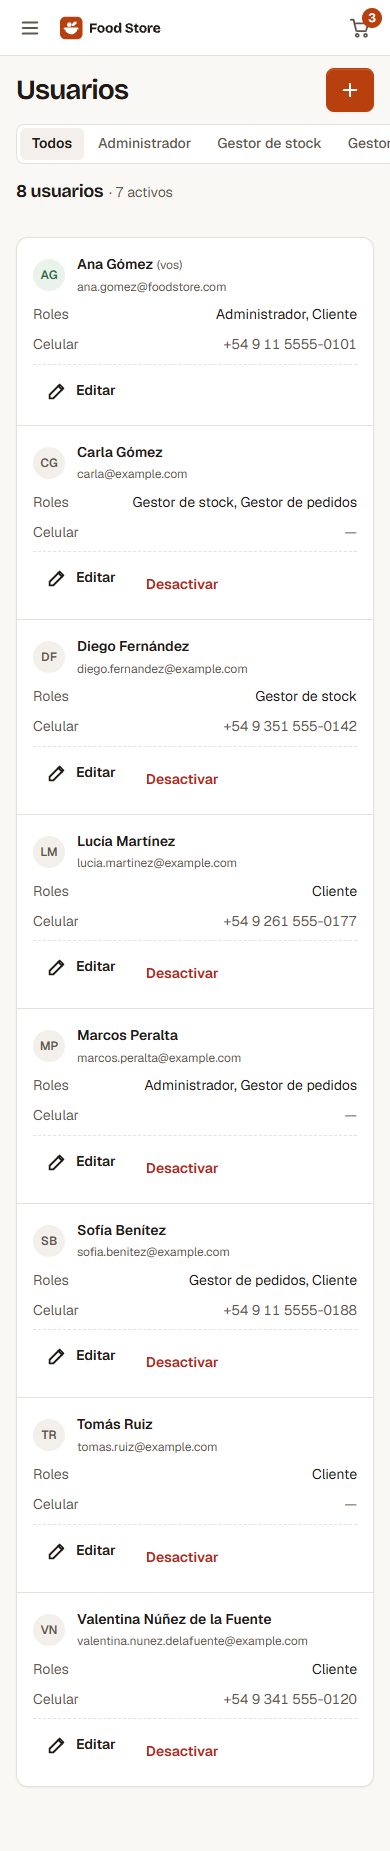 Food Store
3
Usuarios
Todos Administrador Gestor de stock Gestor
8 usuarios · 7 activos
AG Ana Gómez (vos)
ana.gomez@foodstore.com
Roles Administrador, Cliente
Celular +54 9 11 5555-0101
Editar
CG Carla Gómez
carla@example.com
Roles Gestor de stock, Gestor de pedidos
Celular —
Editar Desactivar
DF Diego Fernández
diego.fernandez@example.com
Roles Gestor de stock
Celular +54 9 351 555-0142
Editar Desactivar
LM Lucía Martínez
lucia.martinez@example.com
Roles Cliente
Celular +54 9 261 555-0177
Editar Desactivar
MP Marcos Peralta
marcos.peralta@example.com
Roles Administrador, Gestor de pedidos
Celular —
Editar Desactivar
SB Sofía Benítez
sofia.benitez@example.com
Roles Gestor de pedidos, Cliente
Celular +54 9 11 5555-0188
Editar Desactivar
TR Tomás Ruiz
tomas.ruiz@example.com
Roles Cliente
Celular —
Editar Desactivar
VN Valentina Núñez de la Fuente
valentina.nunez.delafuente@example.com
Roles Cliente
Celular +54 9 341 555-0120
Editar Desactivar